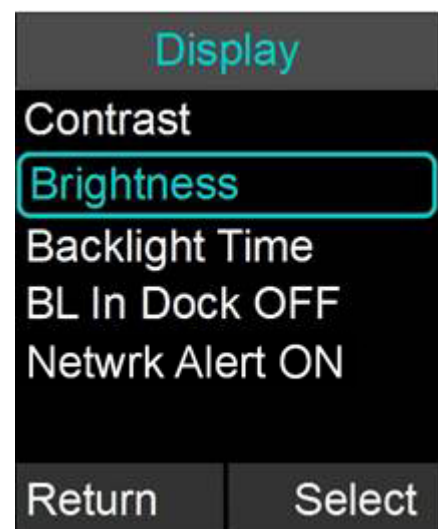 Display
Contrast
Brightness
Backlight Time
BL In Dock OFF
Netwrk Alert ON
Return Select